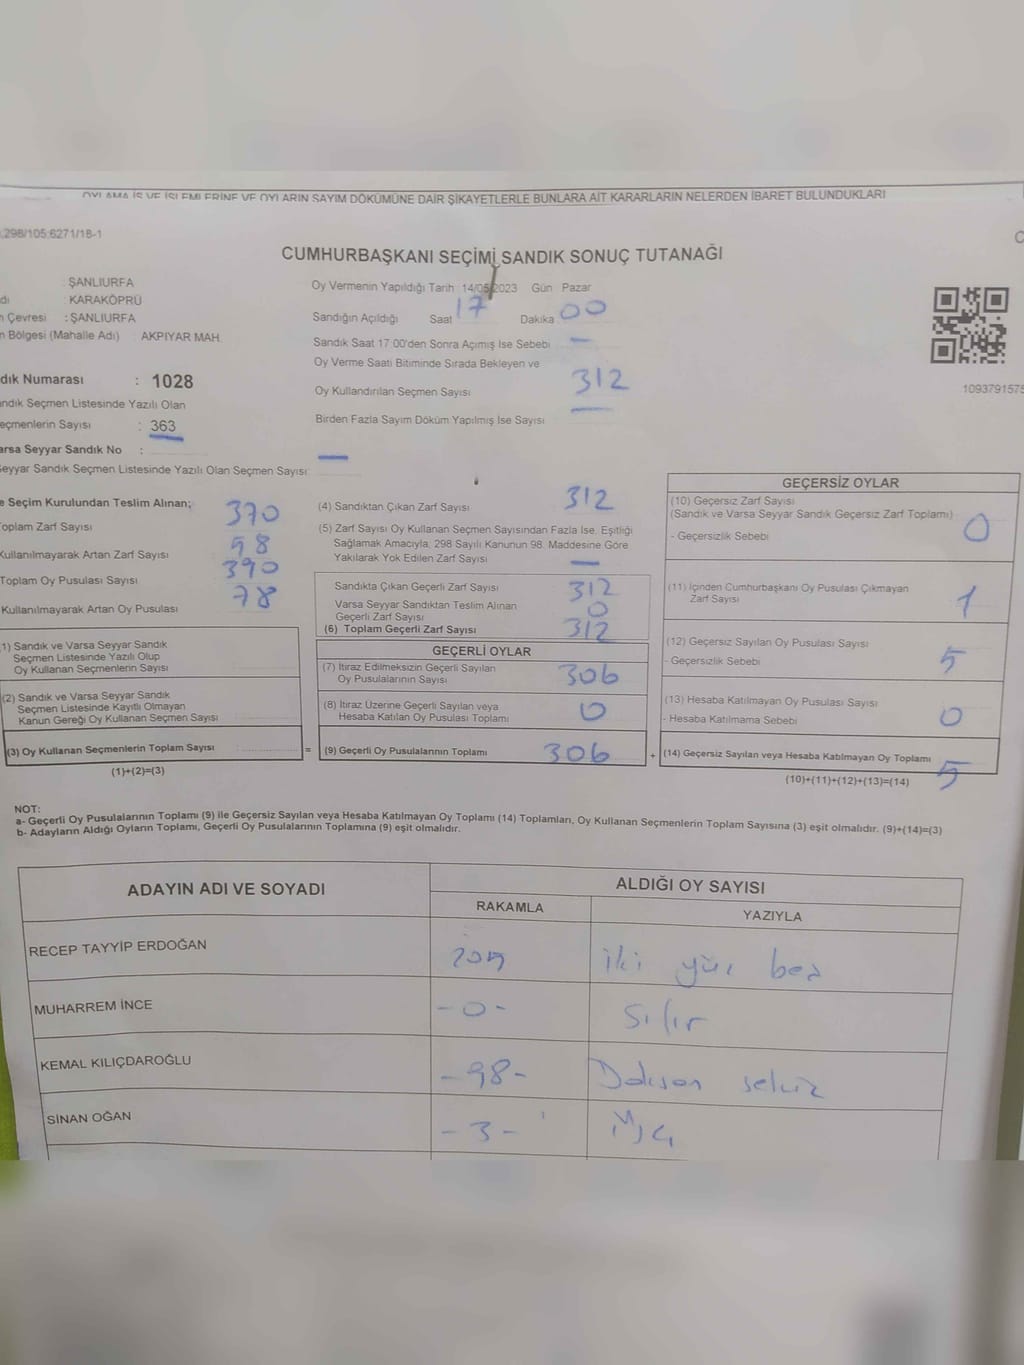 OYLAMA İŞ VE İŞLEMLERİNE VE OYLARIN SAYIM DÖKÜMÜNE DAİR ŞİKAYETLERLE BUNLARA AİT KARARLARIN NELERDEN İBARET BULUNDUKLARI
.298/105;6271/18-1
CUMHURBAŞKANI SEÇİMİ SANDIK SONUÇ TUTANAĞI
: ŞANLIURFA
: KARAKÖPRÜ
Çevresi : ŞANLIURFA
Bölgesi (Mahalle Adı) AKPIYAR MAH.
dık Numarası : 1028
ndık Seçmen Listesinde Yazılı Olan
eçmenlerin Sayısı : 363
arsa Seyyar Sandık No :
eyyar Sandık Seçmen Listesinde Yazılı Olan Seçmen Sayısı:
Oy Vermenin Yapıldığı Tarih : 14/05/2023 Gün Pazar
Sandığın Açıldığı Saat 17 Dakika 00
Sandık Saat 17 00'den Sonra Açımış İse Sebebi —
Oy Verme Saati Bitiminde Sırada Bekleyen ve
Oy Kullandırılan Seçmen Sayısı 312
Birden Fazla Sayım Döküm Yapılmış İse Sayısı —
1093791575
e Seçim Kurulundan Teslim Alınan;
Toplam Zarf Sayısı 370
Kullanılmayarak Artan Zarf Sayısı 58
Toplam Oy Pusulası Sayısı 390
Kullanılmayarak Artan Oy Pusulası 78
1) Sandık ve Varsa Seyyar Sandık
Seçmen Listesinde Yazılı Olup
Oy Kullanan Seçmenlerin Sayısı
(2) Sandık ve Varsa Seyyar Sandık
Seçmen Listesinde Kayıtlı Olmayan
Kanun Gereği Oy Kullanan Seçmen Sayısı
(3) Oy Kullanan Seçmenlerin Toplam Sayısı : =
(1)+(2)=(3)
(4) Sandıktan Çıkan Zarf Sayısı 312
(5) Zarf Sayısı Oy Kullanan Seçmen Sayısından Fazla İse, Eşitliği
Sağlamak Amacıyla, 298 Sayılı Kanunun 98. Maddesine Göre
Yakılarak Yok Edilen Zarf Sayısı —
Sandıkta Çıkan Geçerli Zarf Sayısı 312
Varsa Seyyar Sandıktan Teslim Alınan
Geçerli Zarf Sayısı 0
(6) Toplam Geçerli Zarf Sayısı 312
GEÇERLİ OYLAR
(7) İtiraz Edilmeksizin Geçerli Sayılan
Oy Pusulalarının Sayısı 306
(8) İtiraz Üzerine Geçerli Sayılan veya
Hesaba Katılan Oy Pusulası Toplamı 0
(9) Geçerli Oy Pusulalarının Toplamı 306 +
GEÇERSİZ OYLAR
(10) Geçersiz Zarf Sayısı
(Sandık ve Varsa Seyyar Sandık Geçersiz Zarf Toplamı) 0
- Geçersizlik Sebebi
(11) İçinden Cumhurbaşkanı Oy Pusulası Çıkmayan
Zarf Sayısı 1
(12) Geçersiz Sayılan Oy Pusulası Sayısı 5
- Geçersizlik Sebebi
(13) Hesaba Katılmayan Oy Pusulası Sayısı 0
- Hesaba Katılmama Sebebi
(14) Geçersiz Sayılan veya Hesaba Katılmayan Oy Toplamı 5
(10)+(11)+(12)+(13)=(14)
NOT:
a- Geçerli Oy Pusulalarının Toplamı (9) ile Geçersiz Sayılan veya Hesaba Katılmayan Oy Toplamı (14) Toplamları, Oy Kullanan Seçmenlerin Toplam Sayısına (3) eşit olmalıdır. (9)+(14)=(3)
b- Adayların Aldığı Oyların Toplamı, Geçerli Oy Pusulalarının Toplamına (9) eşit olmalıdır.
ADAYIN ADI VE SOYADI ALDIĞI OY SAYISI
RAKAMLA YAZIYLA
RECEP TAYYİP ERDOĞAN 205 iki yüz beş
MUHARREM İNCE -0- Sıfır
KEMAL KILIÇDAROĞLU -98- Doksan sekiz
SİNAN OĞAN -3- üç